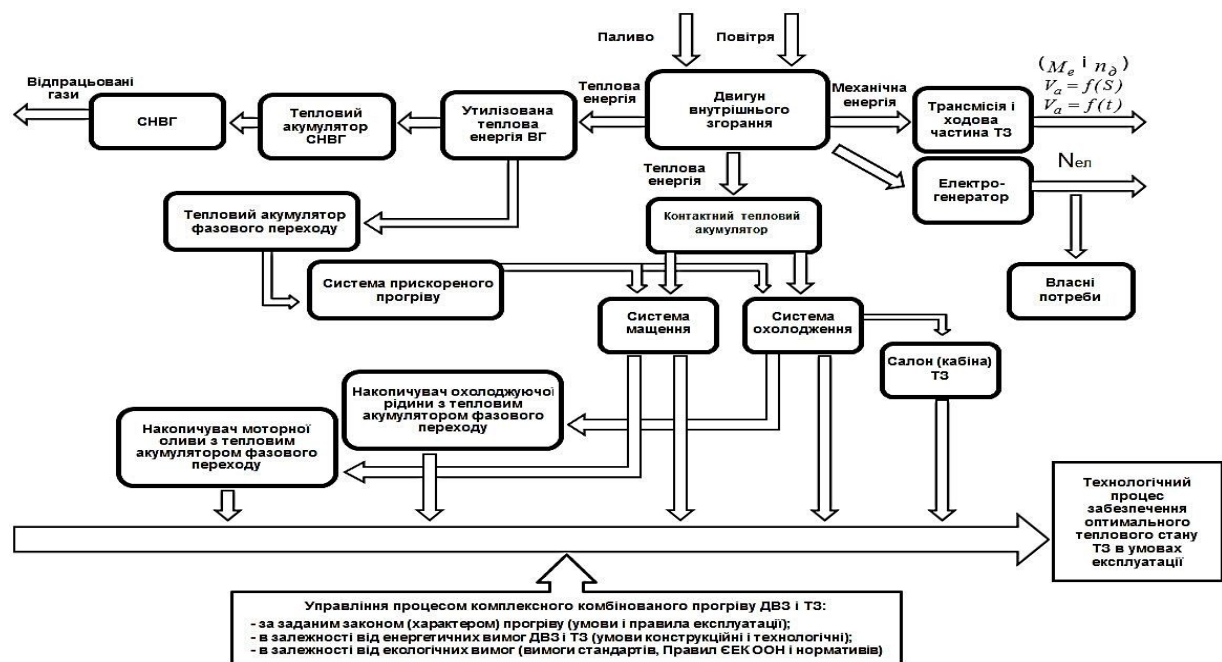 Паливо
Повітря
Відпрацьовані
гази
СНВГ
Тепловий
акумулятор
СНВГ
Утилізована
теплова
енергія ВГ
Теплова
енергія
Двигун
внутрішнього
згорання
Механічна
енергія
Трансмісія і
ходова
частина ТЗ
(Me і n∂)
Va = f(S)
Va = f(t)
Теплова
енергія
Електро-
генератор
Nел
Тепловий акумулятор
фазового переходу
Контактний тепловий
акумулятор
Система прискореного
прогріву
Власні
потреби
Система
мащення
Система
охолодження
Салон (кабіна)
ТЗ
Накопичувач охолоджуючої
рідини з тепловим
акумулятором фазового
переходу
Накопичувач моторної
оливи з тепловим
акумулятором фазового
переходу
Технологічний
процес
забезпечення
оптимального
теплового стану
ТЗ в умовах
експлуатації
Управління процесом комплексного комбінованого прогріву ДВЗ і ТЗ:
- за заданим законом (характером) прогріву (умови і правила експлуатації);
- в залежності від енергетичних вимог ДВЗ і ТЗ (умови конструкційні і технологічні);
- в залежності від екологічних вимог (вимоги стандартів, Правил ЄЕК ООН і нормативів)